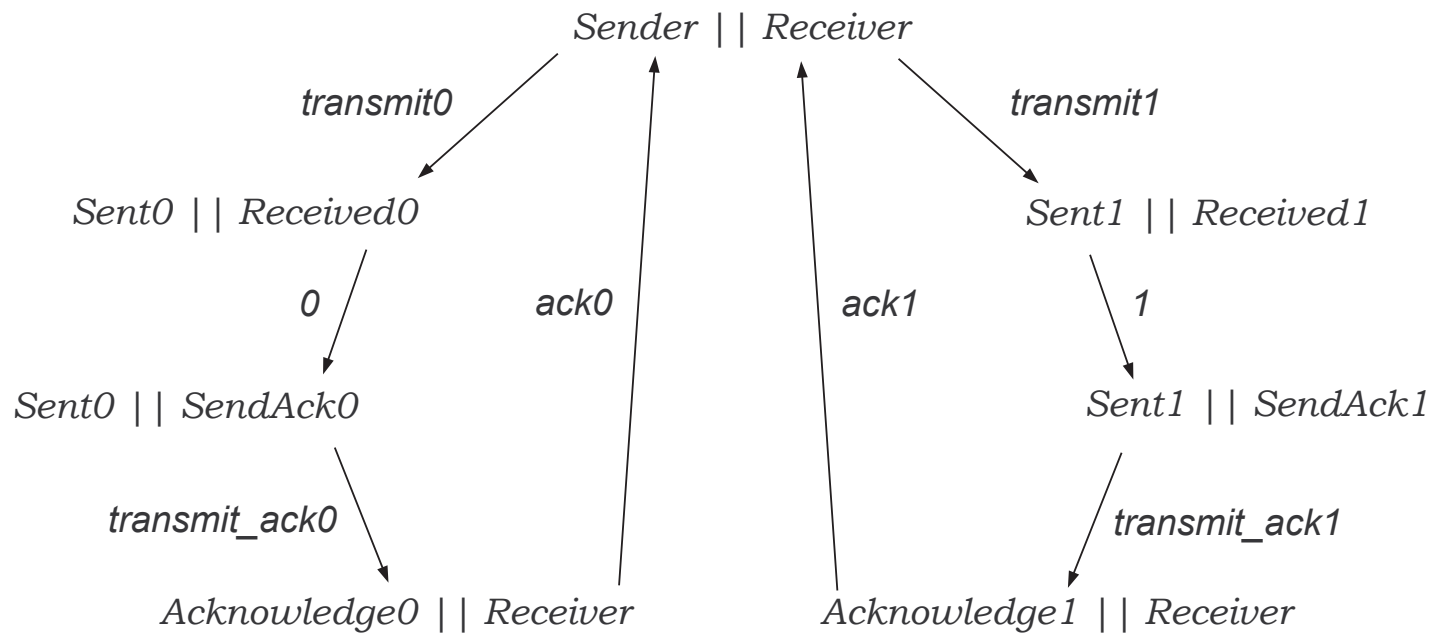 Sender || Receiver
transmit0
transmit1
Sent0 || Received0
Sent1 || Received1
0
ack0
ack1
1
Sent0 || SendAck0
Sent1 || SendAck1
transmit_ack0
transmit_ack1
Acknowledge0 || Receiver
Acknowledge1 || Receiver